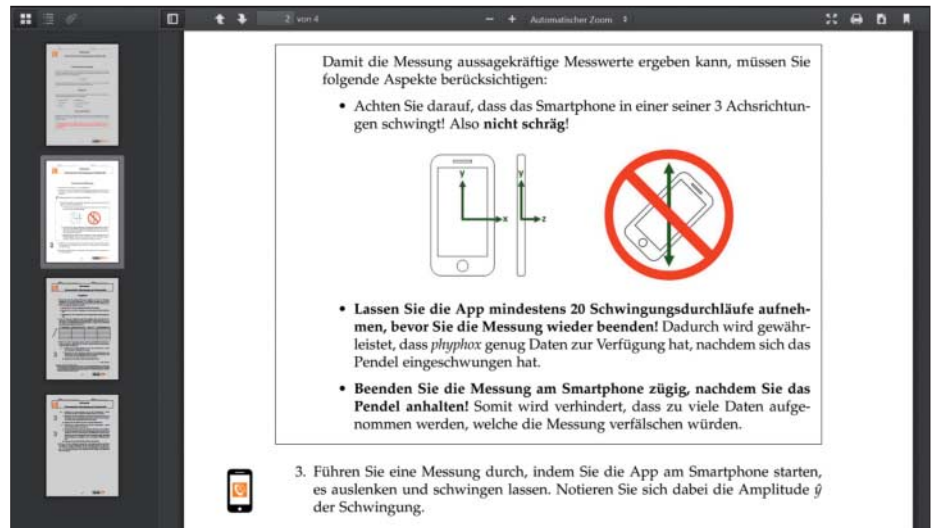 2 von 4
Automatischer Zoom
Damit die Messung aussagekräftige Messwerte ergeben kann, müssen Sie
folgende Aspekte berücksichtigen:
• Achten Sie darauf, dass das Smartphone in einer seiner 3 Achsrichtun-
gen schwingt! Also nicht schräg!
y
x
y
z
• Lassen Sie die App mindestens 20 Schwingungsdurchläufe aufneh-
men, bevor Sie die Messung wieder beenden! Dadurch wird gewähr-
leistet, dass phyphox genug Daten zur Verfügung hat, nachdem sich das
Pendel eingeschwungen hat.
• Beenden Sie die Messung am Smartphone zügig, nachdem Sie das
Pendel anhalten! Somit wird verhindert, dass zu viele Daten aufge-
nommen werden, welche die Messung verfälschen würden.
3. Führen Sie eine Messung durch, indem Sie die App am Smartphone starten,
es auslenken und schwingen lassen. Notieren Sie sich dabei die Amplitude ŷ
der Schwingung.